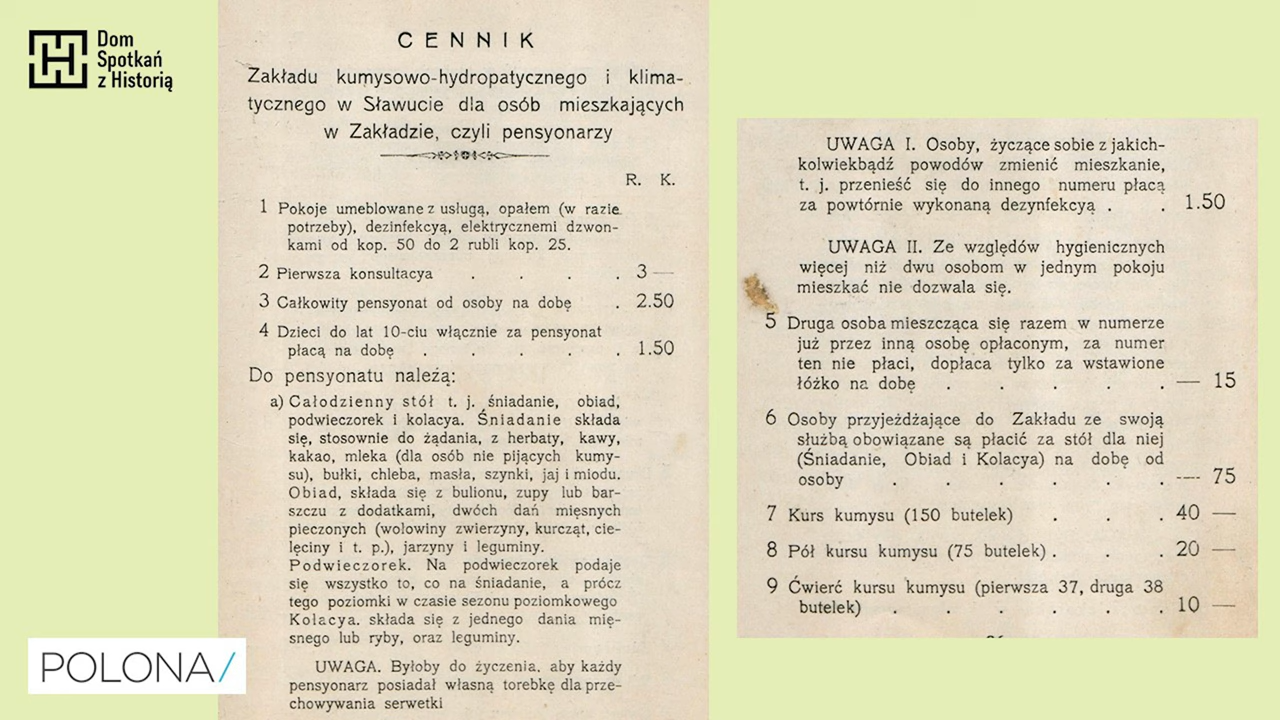 Dom
Spotkań
z Historią
CENNIK
Zakładu kumysowo-hydropatycznego i klima-
tycznego w Sławucie dla osób mieszkających
w Zakładzie, czyli pensyonarzy
R. K.
1 Pokoje umeblowane z usługą, opałem (w razie
potrzeby), dezinfekcyą, elektrycznemi dzwon-
kami od kop. 50 do 2 rubli kop. 25.
2 Pierwsza konsultacya . . . . 3 —
3 Całkowity pensyonat od osoby na dobę . 2.50
4 Dzieci do lat 10-ciu włącznie za pensyonat
płacą na dobę . . . . . 1.50
Do pensyonatu należą:
a) Całodzienny stół t. j. śniadanie, obiad,
podwieczorek i kolacya. Śniadanie składa
się, stosownie do żądania, z herbaty, kawy,
kakao, mleka (dla osób nie pijących kumy-
su), bułki, chleba, masła, szynki, jaj i miodu.
Obiad, składa się z bulionu, zupy lub bar-
szczu z dodatkami, dwóch dań mięsnych
pieczonych (wołowiny zwierzyny, kurcząt, cie-
lęciny i t. p.), jarzyny i leguminy.
Podwieczorek. Na podwieczorek podaje
się wszystko to, co na śniadanie, a prócz
tego poziomki w czasie sezonu poziomkowego
Kolacya. składa się z jednego dania mię-
snego lub ryby, oraz leguminy.
UWAGA. Byłoby do życzenia, aby każdy
pensyonarz posiadał własną torebkę dla prze-
chowywania serwetki
UWAGA I. Osoby, życzące sobie z jakich-
kolwiekbądź powodów zmienić mieszkanie,
t. j. przenieść się do innego numeru płacą
za powtórnie wykonaną dezynfekcyą . . 1.50
UWAGA II. Ze względów hygienicznych
więcej niż dwu osobom w jednym pokoju
mieszkać nie dozwala się.
5 Druga osoba mieszcząca się razem w numerze
już przez inną osobę opłaconym, za numer
ten nie płaci, dopłaca tylko za wstawione
łóżko na dobę . . . . . — 15
6 Osoby przyjeżdżające do Zakładu ze swoją
służbą obowiązane są płacić za stół dla niej
(Śniadanie, Obiad i Kolacya) na dobę od
osoby . . . . . . — 75
7 Kurs kumysu (150 butelek) . . . 40 —
8 Pół kursu kumysu (75 butelek) . . . 20 —
9 Ćwierć kursu kumysu (pierwsza 37, druga 38
butelek) . . . . . . 10 —
POLONA/